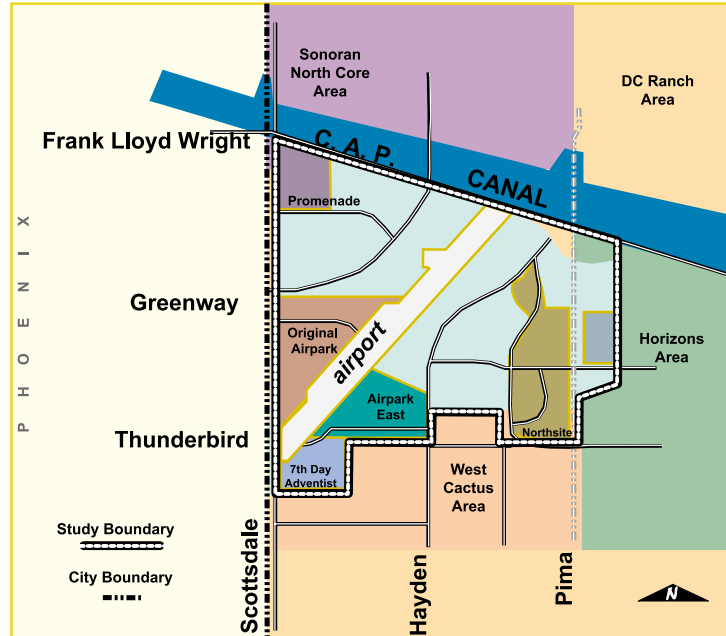 Sonoran
North Core
Area
DC Ranch
Area
Frank Lloyd Wright
C. A. P.
CANAL
Promenade
PHOENIX
Greenway
Original
Airpark
airport
Horizons
Area
Airpark
East
Thunderbird
Northsite
7th Day
Adventist
West
Cactus
Area
Study Boundary
City Boundary
Scottsdale
Hayden
Pima
N